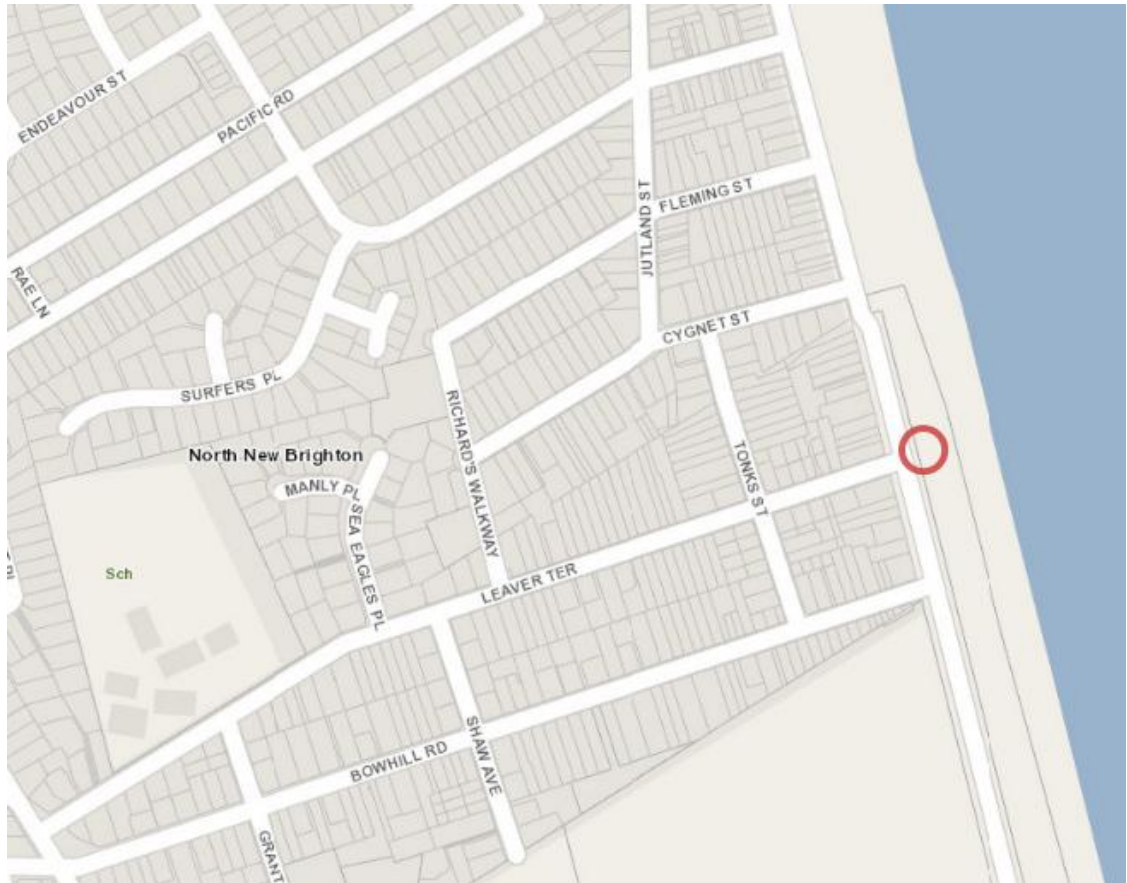 ENDEAVOUR ST
PACIFIC RD
FLEMING ST
JUTLAND ST
RAE LN
CYGNET ST
SURFERS PL
RICHARD'S WALKWAY
North New Brighton
TONKS ST
MANLY PL
SEA EAGLES PL
Sch
LEAVER TER
SHAW AVE
BOWHILL RD
GRANT